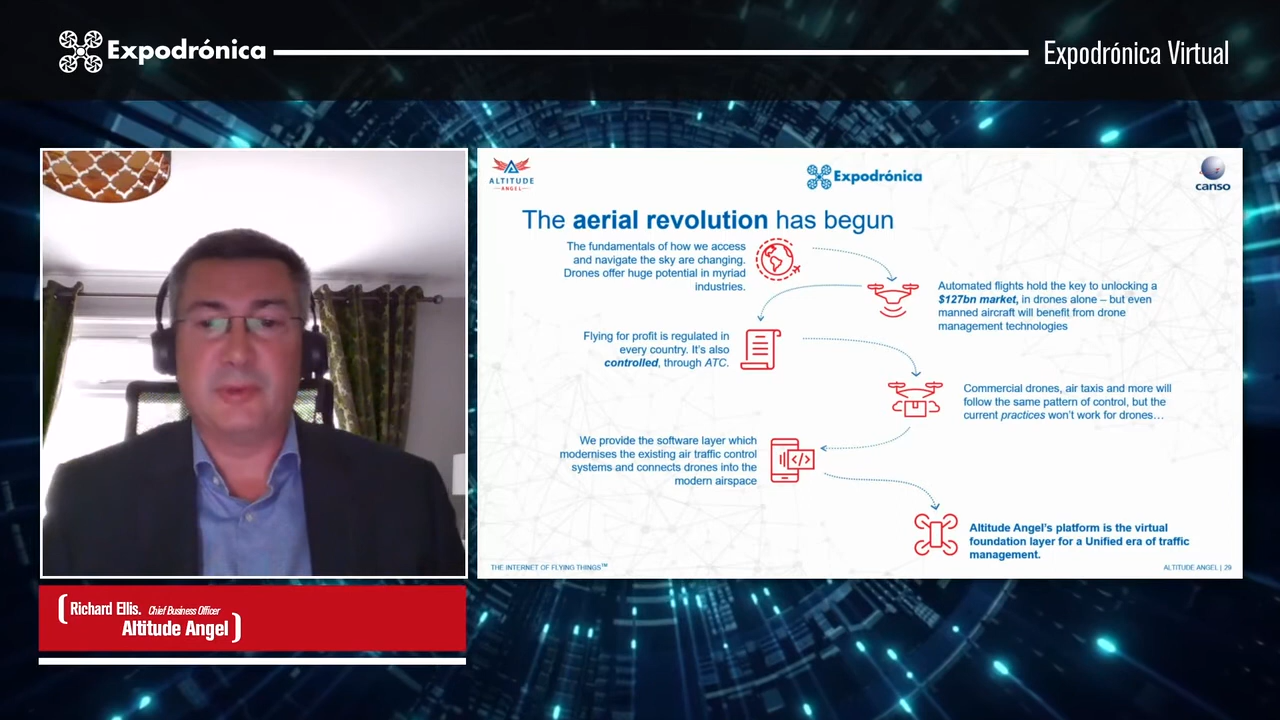 Expodrónica
Expodrónica Virtual
ALTITUDE
ANGEL
Expodrónica
canso
The aerial revolution has begun
The fundamentals of how we access
and navigate the sky are changing.
Drones offer huge potential in myriad
industries.
Automated flights hold the key to unlocking a
$127bn market, in drones alone – but even
manned aircraft will benefit from drone
management technologies
Flying for profit is regulated in
every country. It's also
controlled, through ATC.
Commercial drones, air taxis and more will
follow the same pattern of control, but the
current practices won't work for drones…
We provide the software layer which
modernises the existing air traffic control
systems and connects drones into the
modern airspace
</>
Altitude Angel's platform is the virtual
foundation layer for a Unified era of traffic
management.
THE INTERNET OF FLYING THINGS™
ALTITUDE ANGEL | 29
Richard Ellis. Chief Business Officer
Altitude Angel